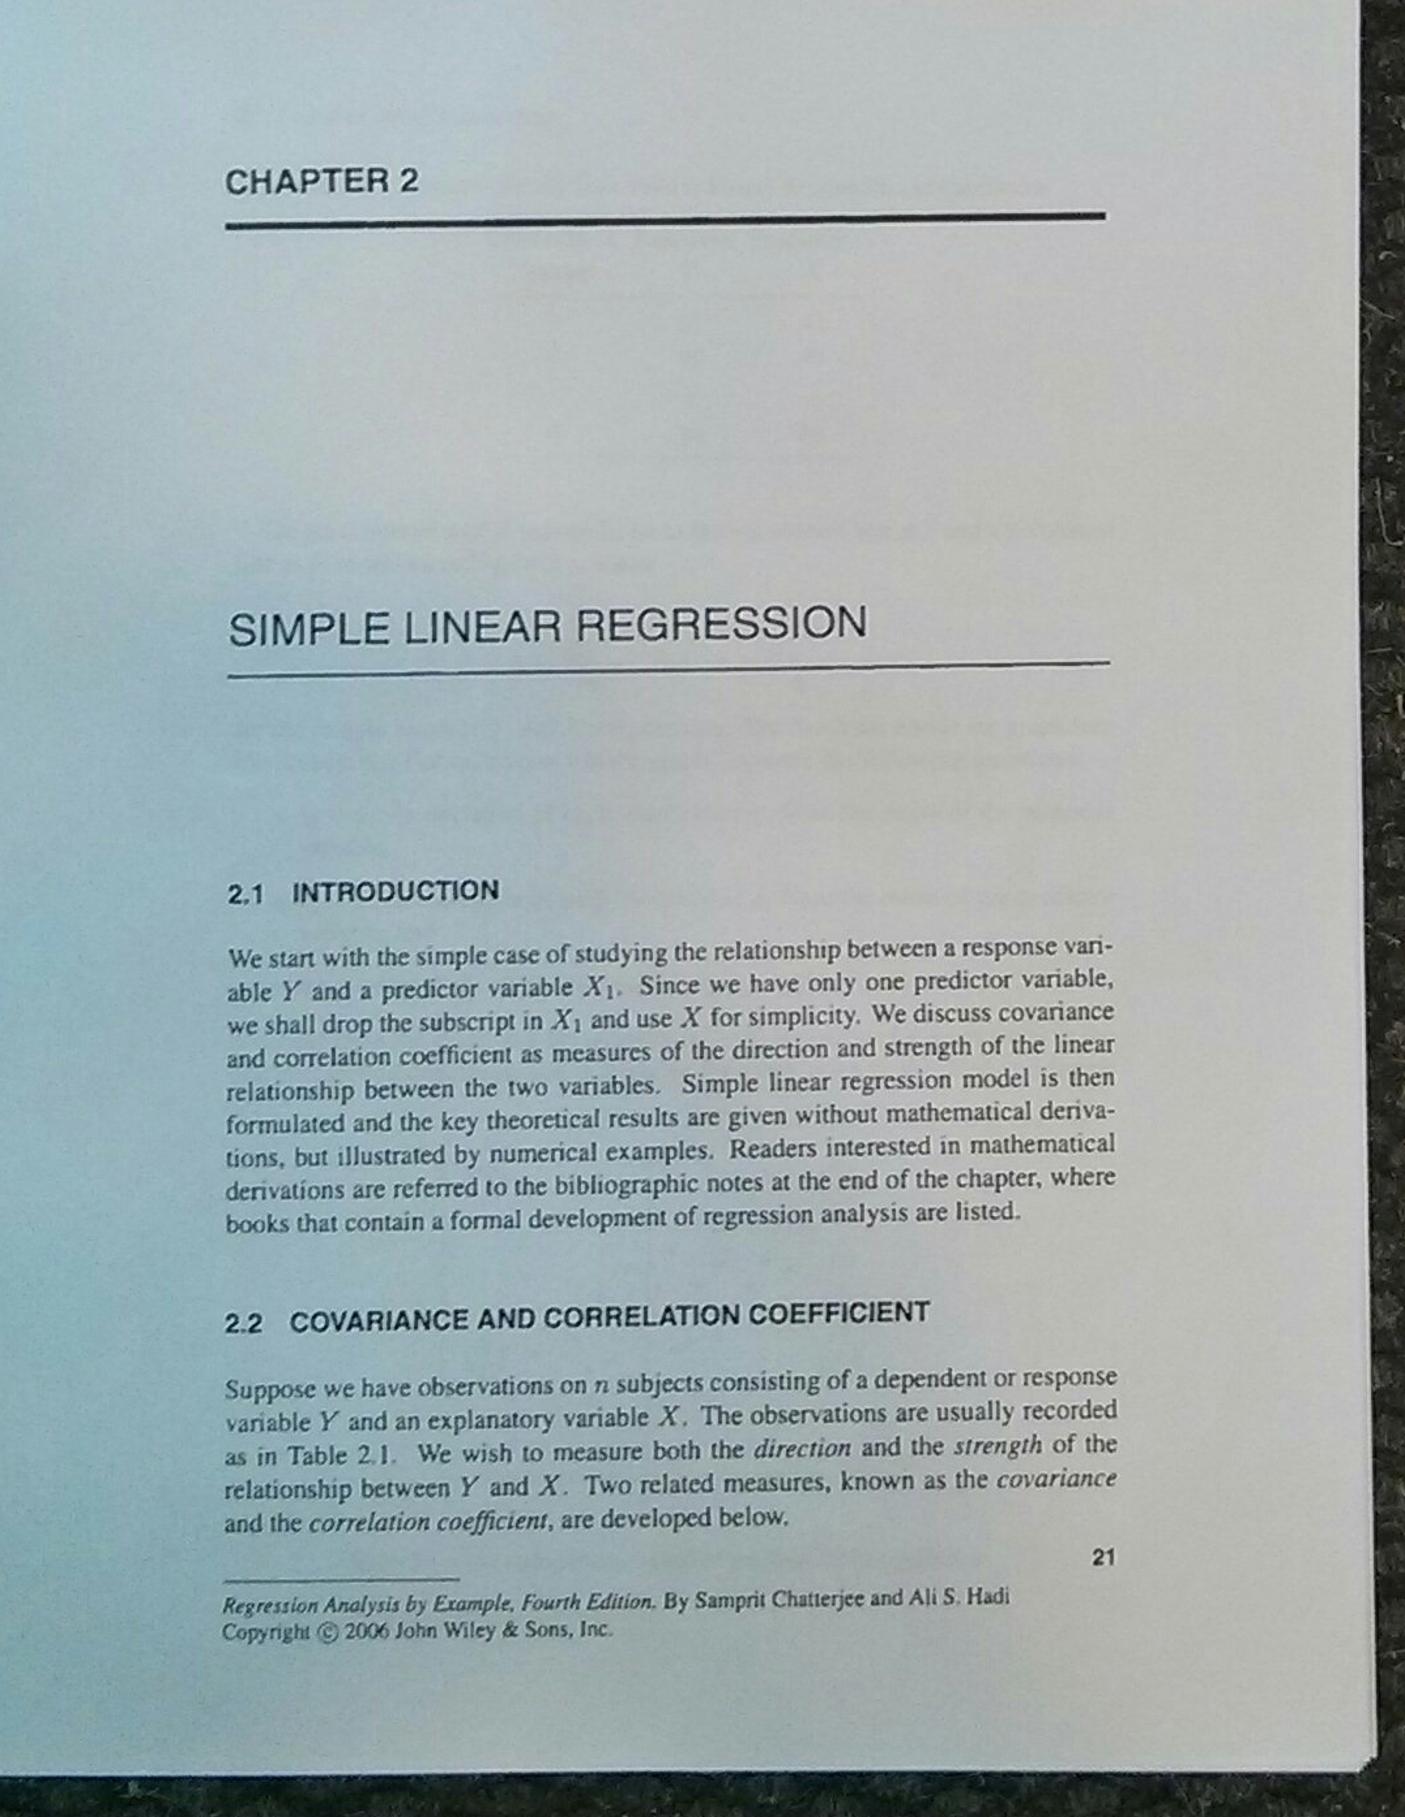 CHAPTER 2
SIMPLE LINEAR REGRESSION
2.1 INTRODUCTION
We start with the simple case of studying the relationship between a response vari-
able Y and a predictor variable X₁. Since we have only one predictor variable,
we shall drop the subscript in X₁ and use X for simplicity. We discuss covariance
and correlation coefficient as measures of the direction and strength of the linear
relationship between the two variables. Simple linear regression model is then
formulated and the key theoretical results are given without mathematical deriva-
tions, but illustrated by numerical examples. Readers interested in mathematical
derivations are referred to the bibliographic notes at the end of the chapter, where
books that contain a formal development of regression analysis are listed.
2.2 COVARIANCE AND CORRELATION COEFFICIENT
Suppose we have observations on n subjects consisting of a dependent or response
variable Y and an explanatory variable X. The observations are usually recorded
as in Table 2.1. We wish to measure both the direction and the strength of the
relationship between Y and X. Two related measures, known as the covariance
and the correlation coefficient, are developed below.
21
Regression Analysis by Example, Fourth Edition. By Samprit Chatterjee and Ali S. Hadi
Copyright © 2006 John Wiley & Sons, Inc.